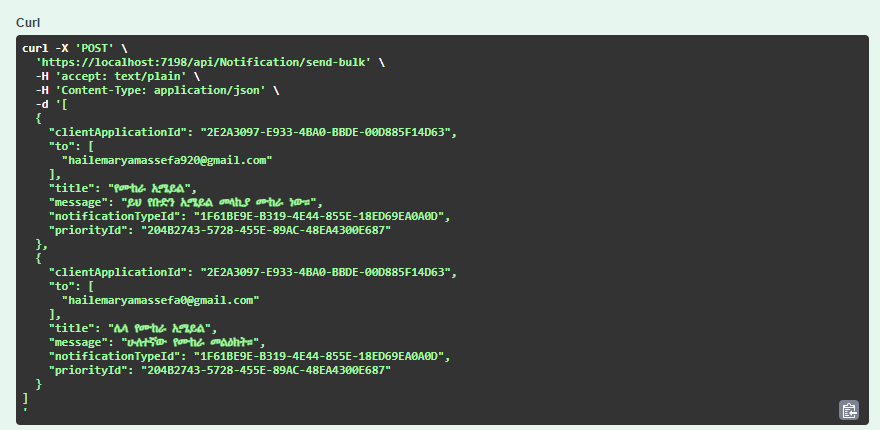 Curl
curl -X 'POST' \
  'https://localhost:7198/api/Notification/send-bulk' \
  -H 'accept: text/plain' \
  -H 'Content-Type: application/json' \
  -d '[
  {
    "clientApplicationId": "2E2A3097-E933-4BA0-BBDE-00D885F14D63",
    "to": [
      "hailemaryamassefa920@gmail.com"
    ],
    "title": "የሙከራ ኢሜይል",
    "message": "ይህ የቡድን ኢሜይል መላኪያ ሙከራ ነው።",
    "notificationTypeId": "1F61BE9E-B319-4E44-855E-18ED69EA0A0D",
    "priorityId": "204B2743-5728-455E-89AC-48EA4300E687"
  },
  {
    "clientApplicationId": "2E2A3097-E933-4BA0-BBDE-00D885F14D63",
    "to": [
      "hailemaryamassefa0@gmail.com"
    ],
    "title": "ሌላ የሙከራ ኢሜይል",
    "message": "ሁለተኛው የሙከራ መልዕክት።",
    "notificationTypeId": "1F61BE9E-B319-4E44-855E-18ED69EA0A0D",
    "priorityId": "204B2743-5728-455E-89AC-48EA4300E687"
  }
]
'